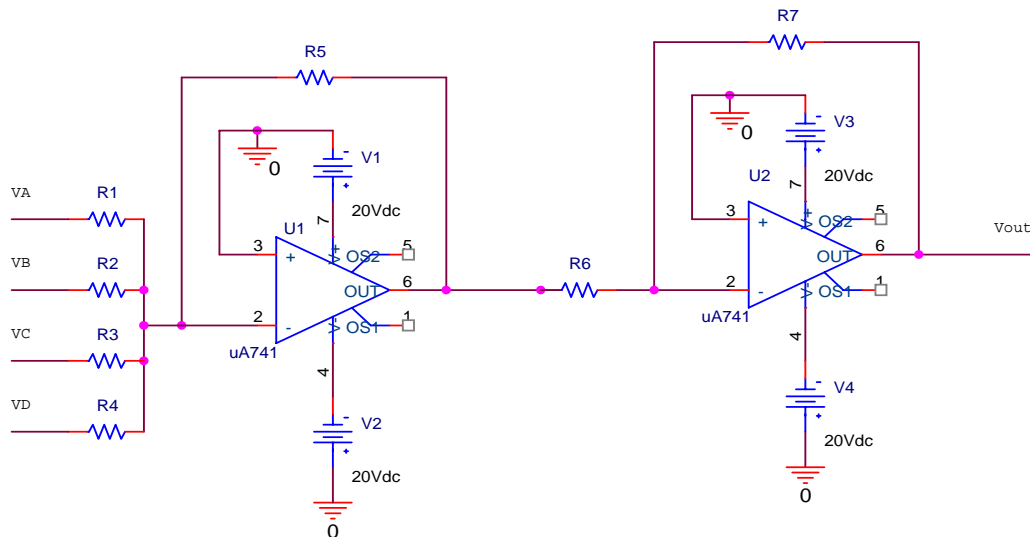 R7
R5
V3
0
V1
0
20Vdc
U2
VA
R1
20Vdc
7
7
U1
3
+
V+
OS2
5
Vout
3
+
V+
OS2
5
OUT
6
VB
R2
R6
OUT
6
2
-
V-
OS1
1
2
-
V-
OS1
1
uA741
VC
R3
uA741
4
4
VD
R4
V4
V2
20Vdc
20Vdc
0
0